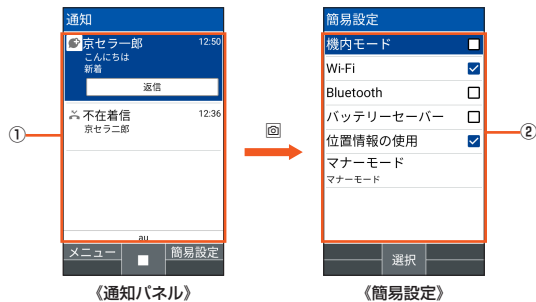 通知
京セラ一郎 12:50
こんにちは
新着
返信
不在着信 12:36
京セラ二郎
au
メニュー 簡易設定
《通知パネル》
①
簡易設定
機内モード
Wi-Fi
Bluetooth
バッテリーセーバー
位置情報の使用
マナーモード
マナーモード
選択
《簡易設定》
②